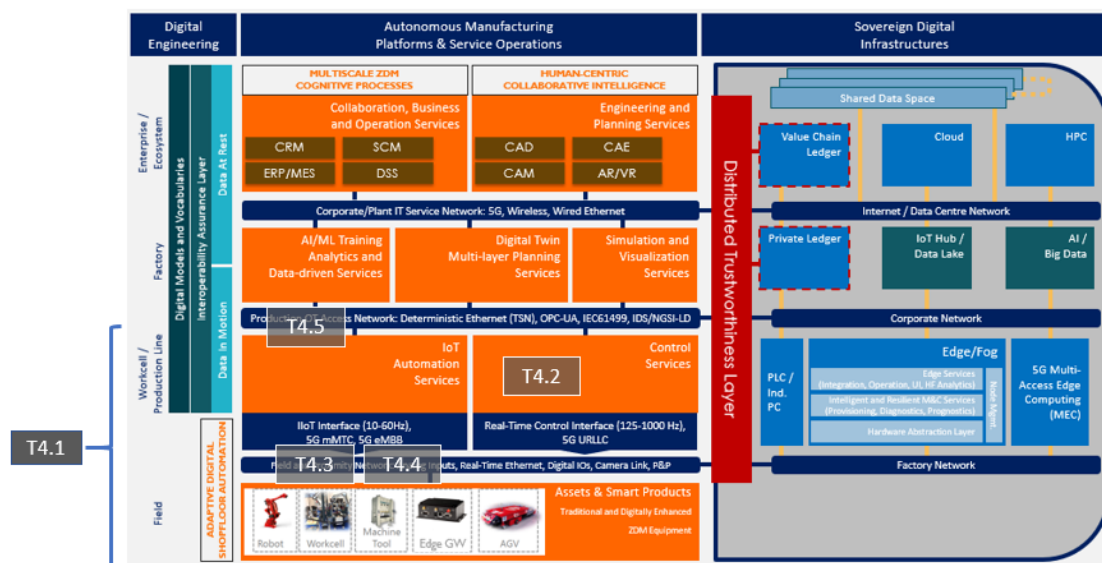 Digital
Engineering
Autonomous Manufacturing
Platforms & Service Operations
Sovereign Digital
Infrastructures
Enterprise /
Ecosystem
Factory
Workcell /
Production Line
Field
Digital Models and Vocabularies
Interoperability Assurance Layer
Data At Rest
Data in Motion
ADAPTIVE DIGITAL
SHOPFLOOR AUTOMATION
MULTISCALE ZDM
COGNITIVE PROCESSES
HUMAN-CENTRIC
COLLABORATIVE INTELLIGENCE
Collaboration, Business
and Operation Services
CRM
SCM
ERP/MES
DSS
Engineering and
Planning Services
CAD
CAE
CAM
AR/VR
Corporate/Plant IT Service Network: 5G, Wireless, Wired Ethernet
AI/ML Training
Analytics and
Data-driven Services
Digital Twin
Multi-layer Planning
Services
Simulation and
Visualization
Services
Access Network: Deterministic Ethernet (TSN), OPC-UA, IEC61499, IDS/NGSI-LD
T4.5
IoT
Automation
Services
T4.2
Control
Services
T4.1
IIoT Interface (10-60Hz),
5G mMTC, 5G eMBB
Real-Time Control Interface (125-1000 Hz),
5G URLLC
T4.3
T4.4
Inputs, Real-Time Ethernet, Digital IOs, Camera Link, P&P
Assets & Smart Products
Traditional and Digitally Enhanced
ZDM Equipment
Robot
Workcell
Machine
Tool
Edge GW
AGV
Distributed Trustworthiness Layer
Shared Data Space
Value Chain
Ledger
Cloud
HPC
Internet / Data Centre Network
Private Ledger
IoT Hub /
Data Lake
AI /
Big Data
Corporate Network
PLC /
Ind.
PC
Edge/Fog
Edge Services
(Integration, Operation, UI, HF Analytics)
Intelligent and Resilient M&C Services
(Provisioning, Diagnostics, Prognostics)
Hardware Abstraction Layer
Node Mgmt.
5G Multi-
Access Edge
Computing
(MEC)
Factory Network